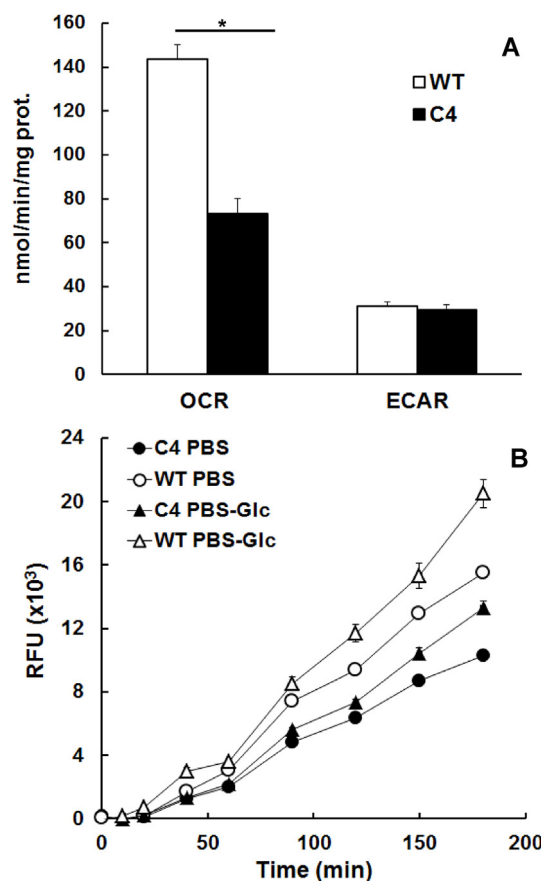 A
*
WT
C4
nmol/min/mg prot.
160
140
120
100
80
60
40
20
0
OCR ECAR
B
C4 PBS
WT PBS
C4 PBS-Glc
WT PBS-Glc
RFU (x10³)
24
20
16
12
8
4
0
0 50 100 150 200
Time (min)